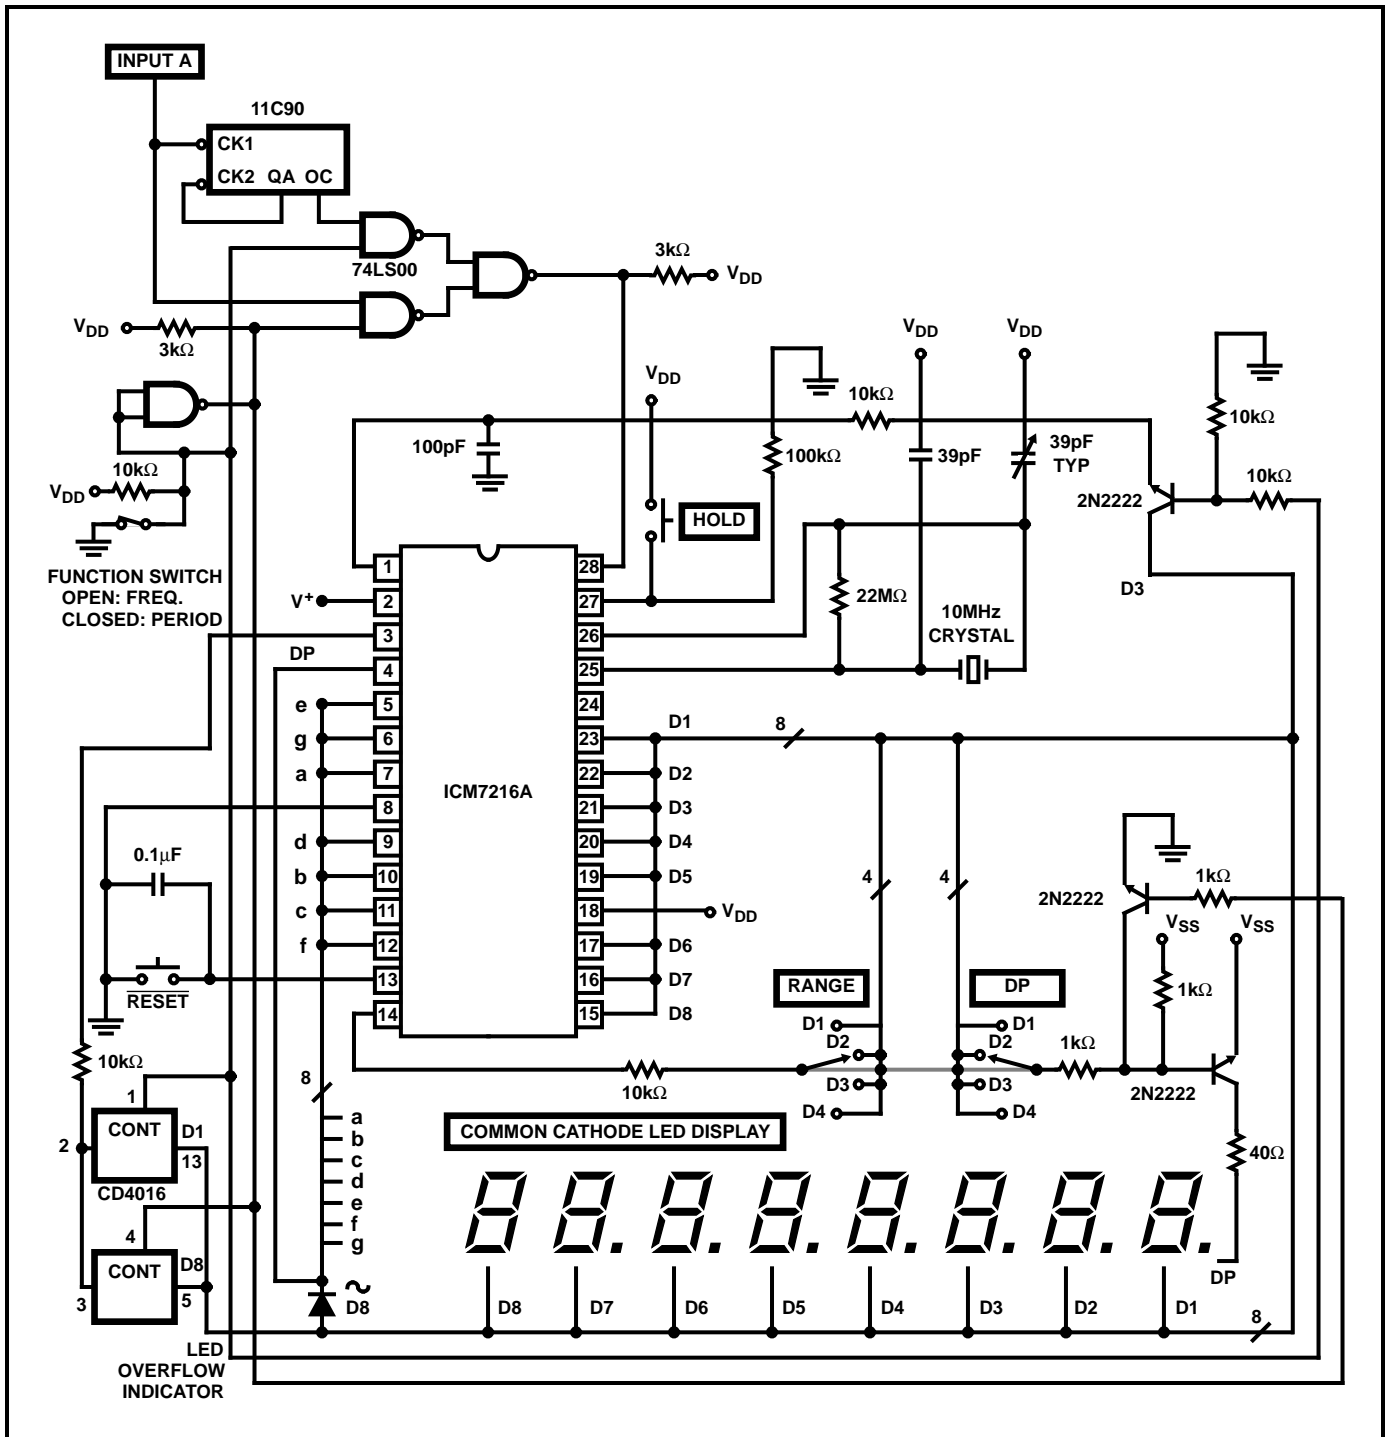 INPUT A
11C90
CK1
CK2 QA OC
74LS00
3kΩ
VDD
VDD
3kΩ
VDD
VDD
VDD
10kΩ
10kΩ
100pF
100kΩ
39pF
39pF
TYP
10kΩ
VDD
10kΩ
HOLD
2N2222
FUNCTION SWITCH
OPEN: FREQ.
CLOSED: PERIOD
1
28
V+
2
27
22MΩ
10MHz
CRYSTAL
D3
3
26
DP
4
25
e
5
24
g
6
23
D1
8
a
7
22
D2
ICM7216A
8
21
D3
d
9
20
D4
0.1µF
b
10
19
D5
4
4
1kΩ
2N2222
c
11
18
VDD
VSS
VSS
f
12
17
D6
13
16
D7
RANGE
DP
1kΩ
RESET
14
15
D8
D1
D1
D2
D2
1kΩ
10kΩ
10kΩ
D3
D3
2N2222
D4
D4
8
1
CONT
D1
2
13
CD4016
COMMON CATHODE LED DISPLAY
a
b
c
d
e
f
g
40Ω
4
CONT
D8
3
5
DP
D8
D8
D7
D6
D5
D4
D3
D2
D1
8
LED
OVERFLOW
INDICATOR